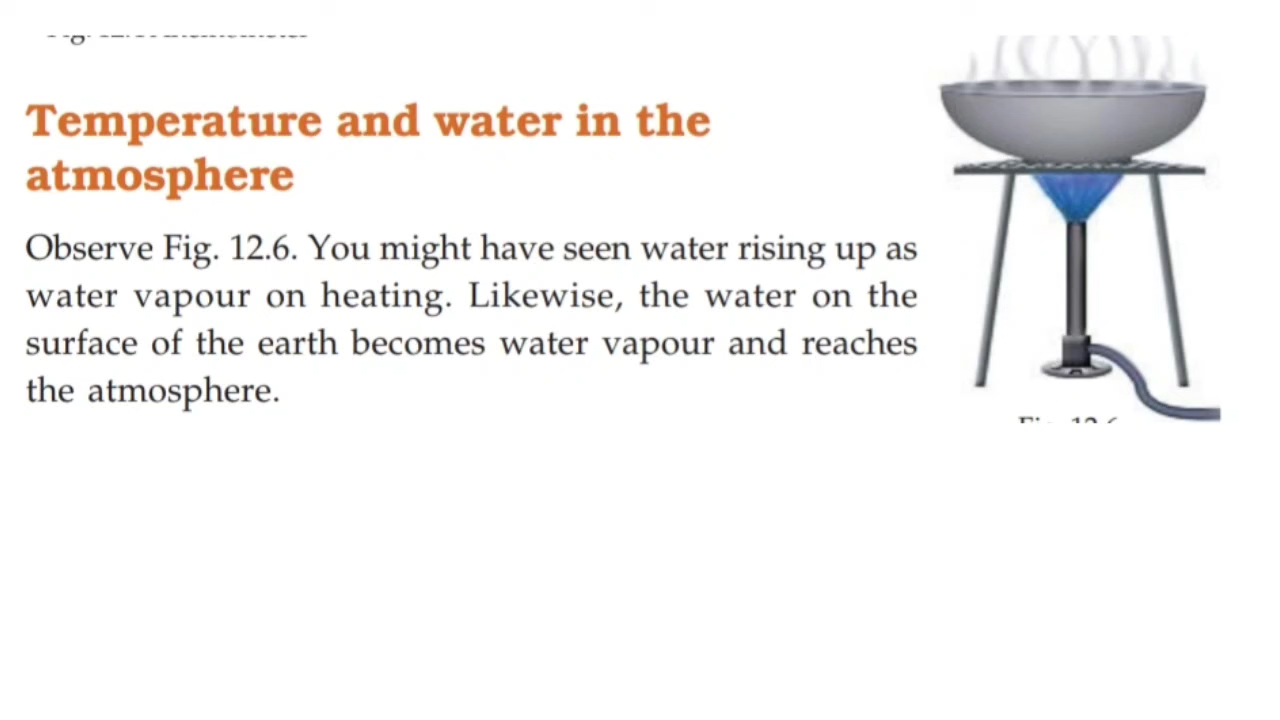 Temperature and water in the
atmosphere
Observe Fig. 12.6. You might have seen water rising up as
water vapour on heating. Likewise, the water on the
surface of the earth becomes water vapour and reaches
the atmosphere.